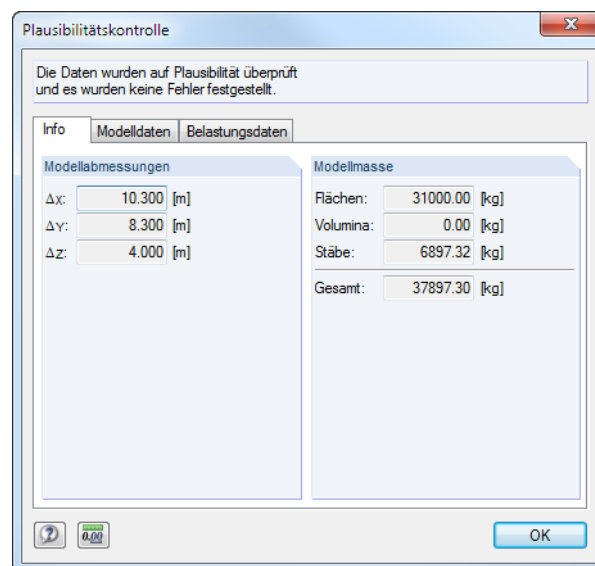 Plausibilitätskontrolle
Die Daten wurden auf Plausibilität überprüft
und es wurden keine Fehler festgestellt.
Info Modelldaten Belastungsdaten
Modellabmessungen
ΔX: 10.300 [m]
ΔY: 8.300 [m]
ΔZ: 4.000 [m]
Modellmasse
Flächen: 31000.00 [kg]
Volumina: 0.00 [kg]
Stäbe: 6897.32 [kg]
Gesamt: 37897.30 [kg]
0.00 OK